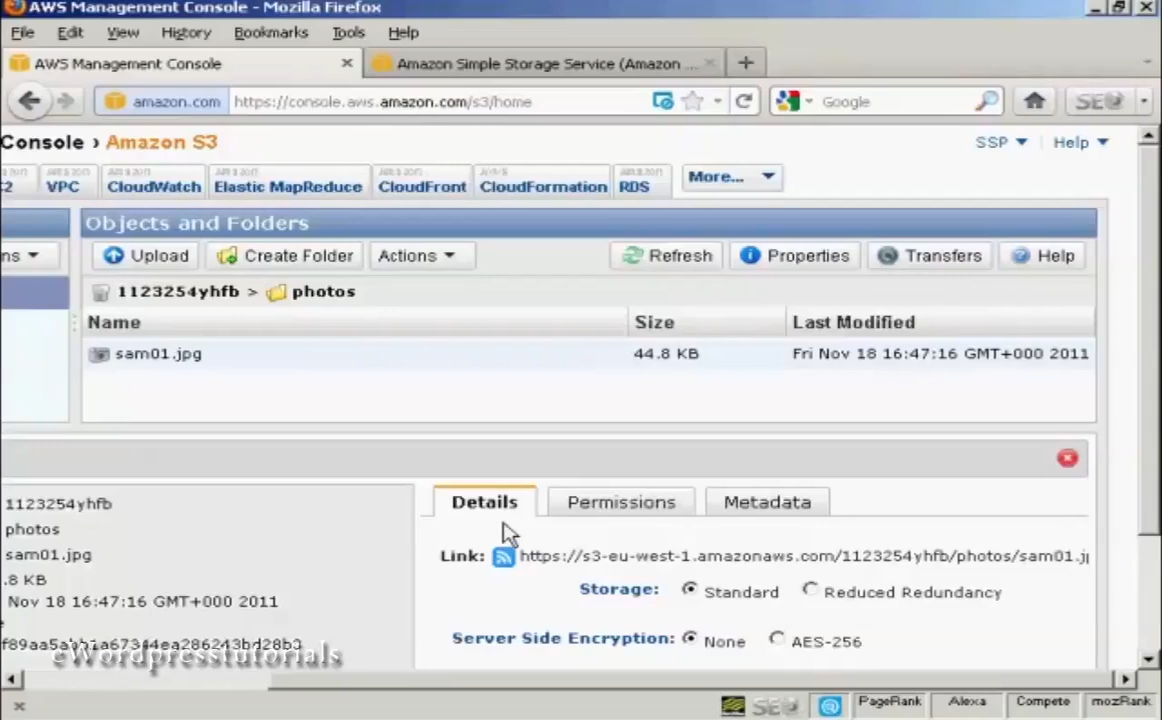 AWS Management Console - Mozilla Firefox
File Edit View History Bookmarks Tools Help
AWS Management Console
Amazon Simple Storage Service (Amazon ...
amazon.com https://console.aws.amazon.com/s3/home Google
Console › Amazon S3 SSP Help
VPC CloudWatch Elastic MapReduce CloudFront CloudFormation RDS More...
Objects and Folders
ns Upload Create Folder Actions Refresh Properties Transfers Help
1123254yhfb > photos
Name Size Last Modified
sam01.jpg 44.8 KB Fri Nov 18 16:47:16 GMT+000 2011
1123254yhfb
photos
sam01.jpg
.8 KB
Nov 18 16:47:16 GMT+000 2011
Details Permissions Metadata
Link: https://s3-eu-west-1.amazonaws.com/1123254yhfb/photos/sam01.j
Storage: Standard Reduced Redundancy
Server Side Encryption: None AES-256
eWordpresstutorials
PageRank Alexa Compete mozRank